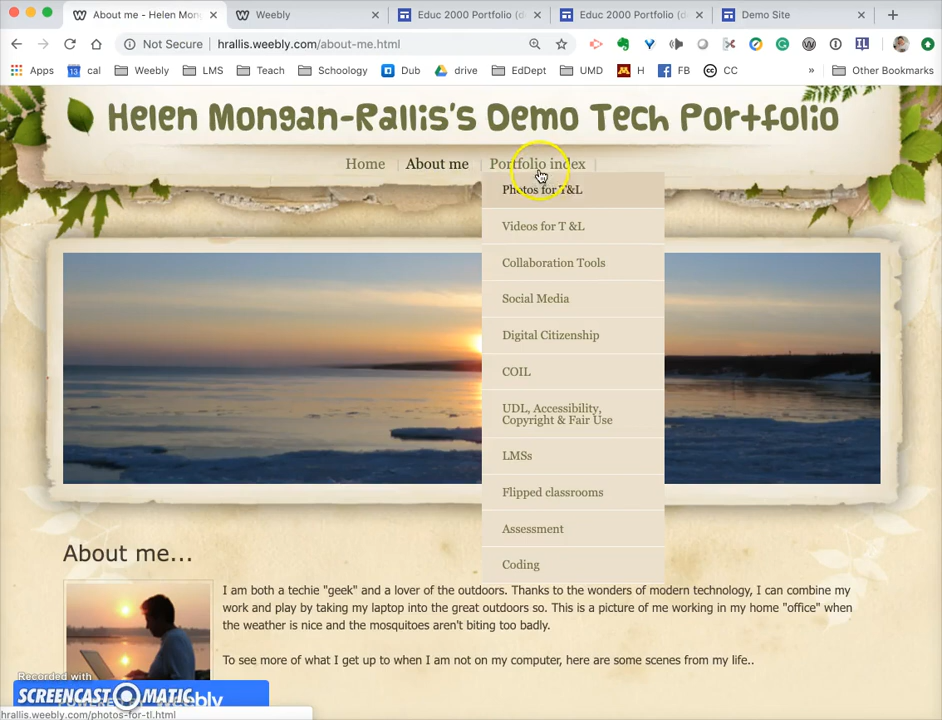 About me - Helen Mon
Weebly
Educ 2000 Portfolio (d
Educ 2000 Portfolio (d
Demo Site
Not Secure
hrallis.weebly.com/about-me.html
Apps
cal
Weebly
LMS
Teach
Schoology
Dub
drive
EdDept
UMD
H
FB
CC
»
Other Bookmarks
Helen Mongan-Rallis's Demo Tech Portfolio
Home
About me
Portfolio index
Photos for T&L
Videos for T &L
Collaboration Tools
Social Media
Digital Citizenship
COIL
UDL, Accessibility,
Copyright & Fair Use
LMSs
Flipped classrooms
Assessment
Coding
About me...
I am both a techie "geek" and a lover of the outdoors. Thanks to the wonders of modern technology, I can combine my
work and play by taking my laptop into the great outdoors so. This is a picture of me working in my home "office" when
the weather is nice and the mosquitoes aren't biting too badly.
To see more of what I get up to when I am not on my computer, here are some scenes from my life..
Recorded with
SCREENCAST MATIC
weebly
hrallis.weebly.com/photos-for-tl.html